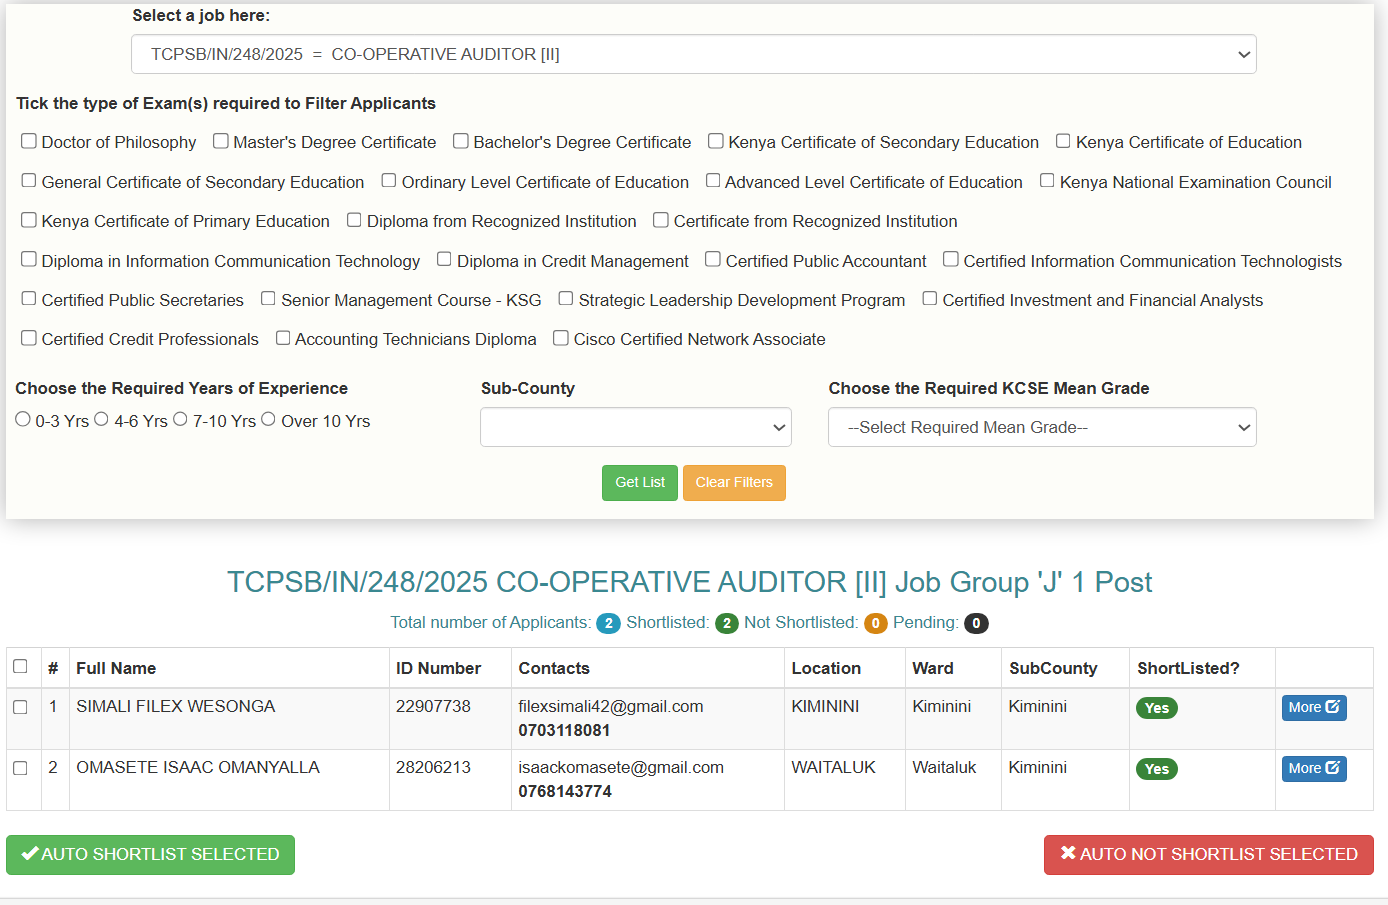 Select a job here:
TCPSB/IN/248/2025 = CO-OPERATIVE AUDITOR [II]
Tick the type of Exam(s) required to Filter Applicants
Doctor of Philosophy Master's Degree Certificate Bachelor's Degree Certificate Kenya Certificate of Secondary Education Kenya Certificate of Education
General Certificate of Secondary Education Ordinary Level Certificate of Education Advanced Level Certificate of Education Kenya National Examination Council
Kenya Certificate of Primary Education Diploma from Recognized Institution Certificate from Recognized Institution
Diploma in Information Communication Technology Diploma in Credit Management Certified Public Accountant Certified Information Communication Technologists
Certified Public Secretaries Senior Management Course - KSG Strategic Leadership Development Program Certified Investment and Financial Analysts
Certified Credit Professionals Accounting Technicians Diploma Cisco Certified Network Associate
Choose the Required Years of Experience Sub-County Choose the Required KCSE Mean Grade
0-3 Yrs 4-6 Yrs 7-10 Yrs Over 10 Yrs --Select Required Mean Grade--
Get List Clear Filters
TCPSB/IN/248/2025 CO-OPERATIVE AUDITOR [II] Job Group 'J' 1 Post
Total number of Applicants: 2 Shortlisted: 2 Not Shortlisted: 0 Pending: 0
# Full Name ID Number Contacts Location Ward SubCounty ShortListed?
1 SIMALI FILEX WESONGA 22907738 filexsimali42@gmail.com KIMININI Kiminini Kiminini Yes More
0703118081
2 OMASETE ISAAC OMANYALLA 28206213 isaackomasete@gmail.com WAITALUK Waitaluk Kiminini Yes More
0768143774
AUTO SHORTLIST SELECTED AUTO NOT SHORTLIST SELECTED